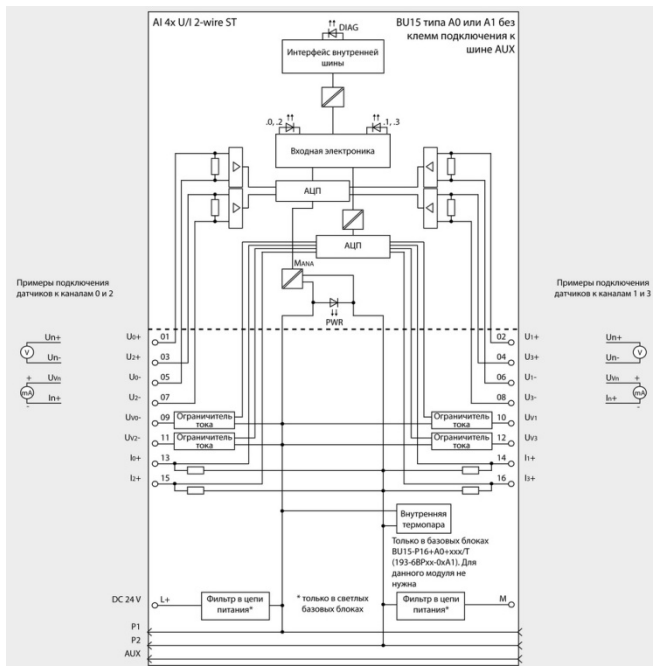 AI 4x U/I 2-wire ST
BU15 типа A0 или A1 без
клемм подключения к
шине AUX
DIAG
Интерфейс внутренней
шины
.0, .2
.1, .3
Входная электроника
АЦП
АЦП
MANA
PWR
Примеры подключения
датчиков к каналам 0 и 2
Примеры подключения
датчиков к каналам 1 и 3
Un+
V
Un-
+ UVn
mA
In+
-
Un+
V
Un-
UVn +
mA
In+
-
U0+ 01
U2+ 03
U0- 05
U2- 07
UV0- 09
UV2- 11
I0+ 13
I2+ 15
02 U1+
04 U3+
06 U1-
08 U3-
10 UV1
12 UV3
14 I1+
16 I3+
Ограничитель
тока
Ограничитель
тока
Ограничитель
тока
Ограничитель
тока
Внутренняя
термопара
Только в базовых блоках
BU15-P16+A0+xxx/T
(193-6BPxx-0xA1). Для
данного модуля не
нужна
DC 24 V L+
Фильтр в цепи
питания*
* только в светлых
базовых блоках
Фильтр в цепи
питания*
M
P1
P2
AUX